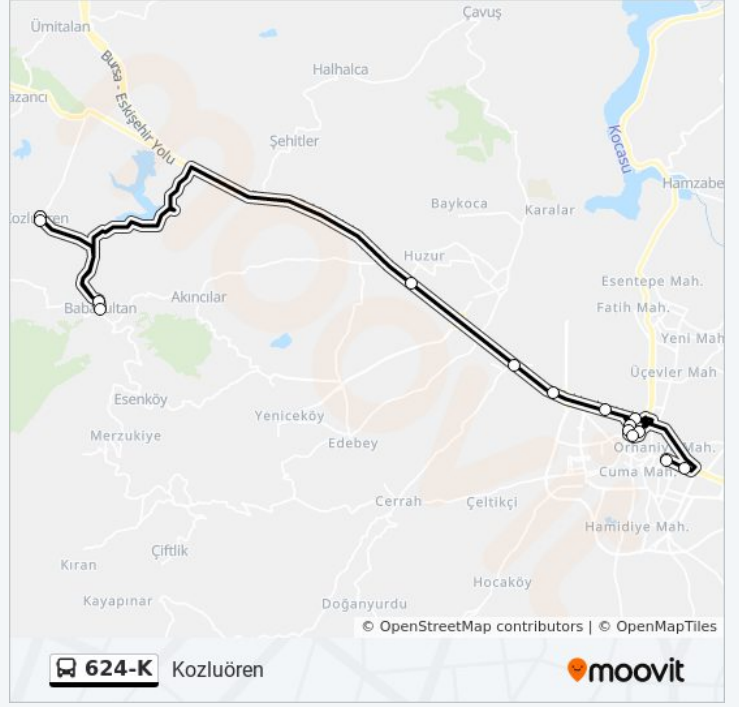 Ümitalan
Çavuş
Bursa - Eskişehir Yolu
Halhalca
azancı
Şehitler
Kocasu
Hamzabe
Baykoca
Karalar
Kozluören
Huzur
Esentepe Mah.
Akıncılar
Babasultan
Fatih Mah.
Yeni Mah
Üçevler Mah
Esenköy
Yeniceköy
Merzukiye
Edebey
Ornaniye Mah.
Cuma Mah.
Cerrah
Çeltikçi
Hamidiye Mah.
Çiftlik
Kıran
Hocaköy
Kayapınar
Doğanyurdu
© OpenStreetMap contributors | © OpenMapTiles
624-K
Kozluören
moovit